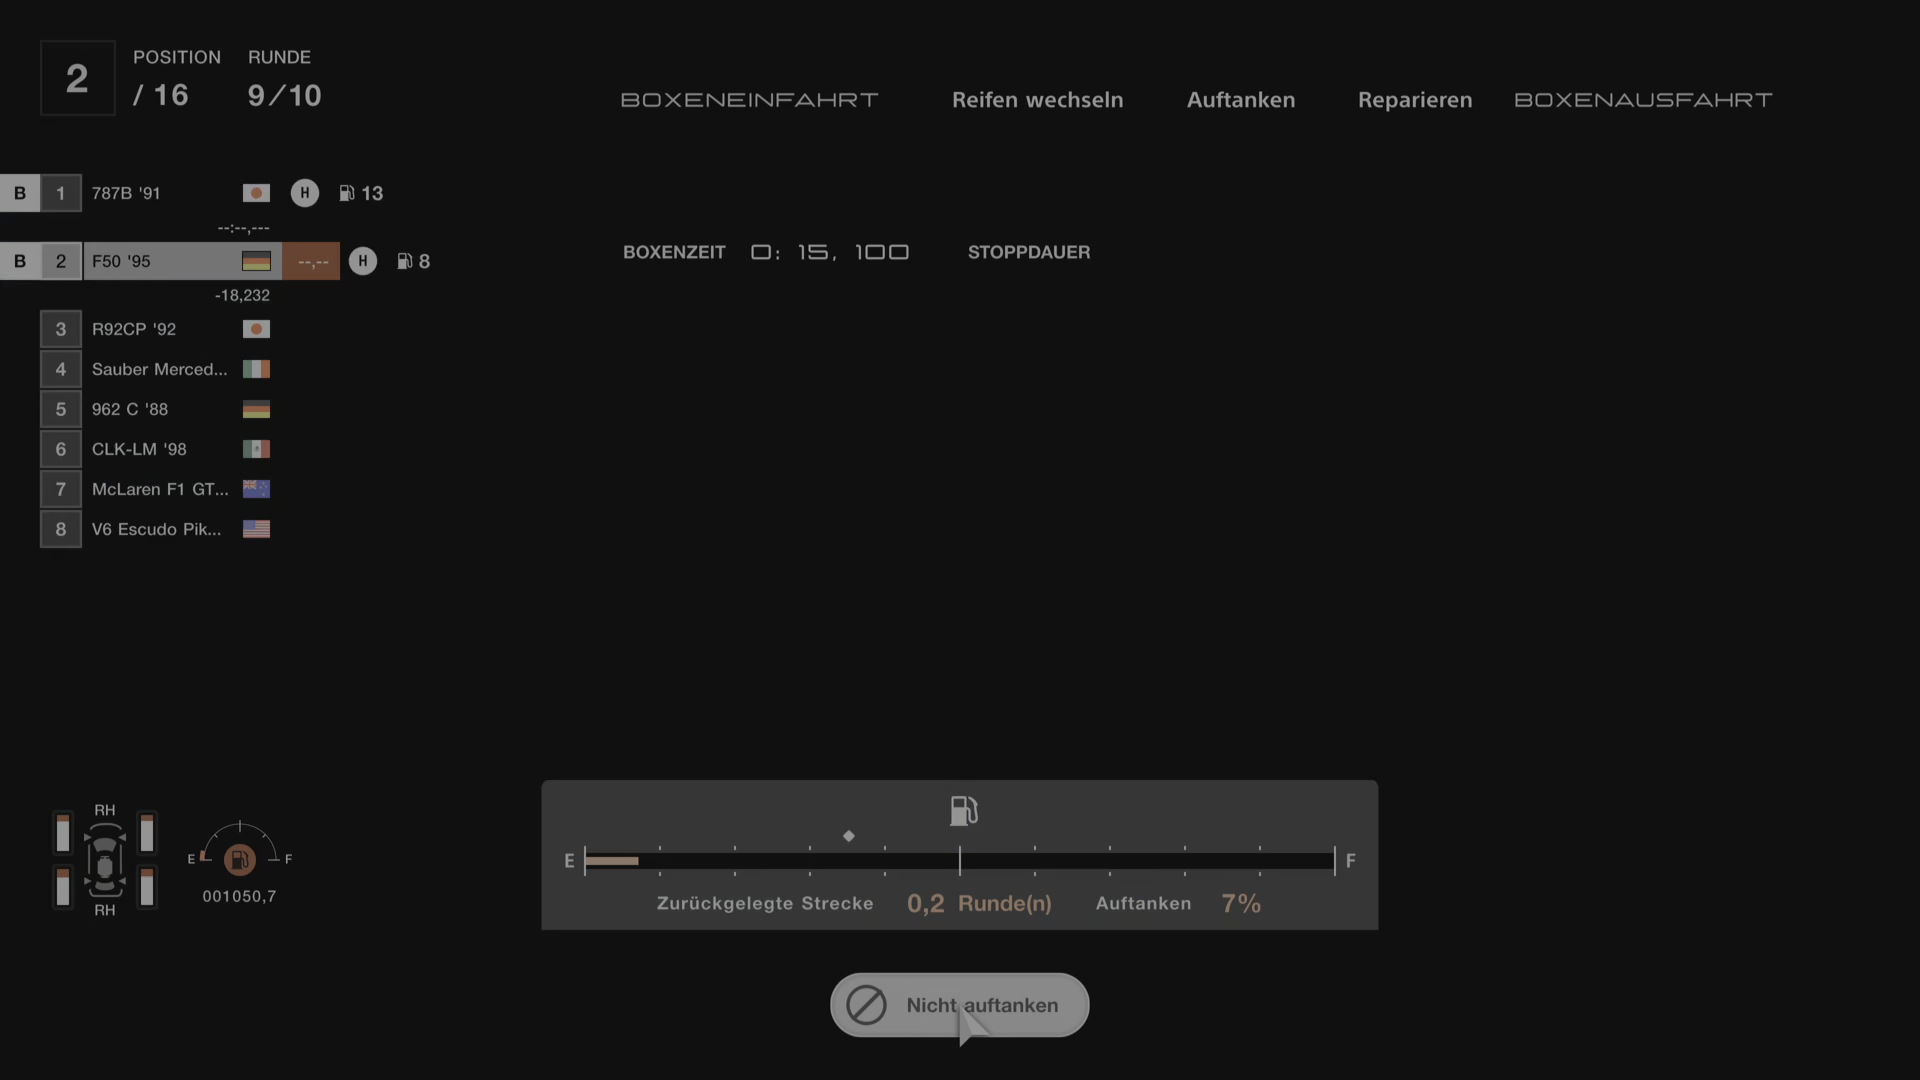 2 POSITION / 16 RUNDE 9/10
BOXENEINFAHRT Reifen wechseln Auftanken Reparieren BOXENAUSFAHRT
B 1 787B '91 H 13
--:--,---
B 2 F50 '95 --,-- H 8
-18,232
3 R92CP '92
4 Sauber Merced...
5 962 C '88
6 CLK-LM '98
7 McLaren F1 GT...
8 V6 Escudo Pik...
BOXENZEIT 0: 15, 100 STOPPDAUER
RH
RH
E F
001050,7
E F
Zurückgelegte Strecke 0,2 Runde(n) Auftanken 7%
Nicht auftanken